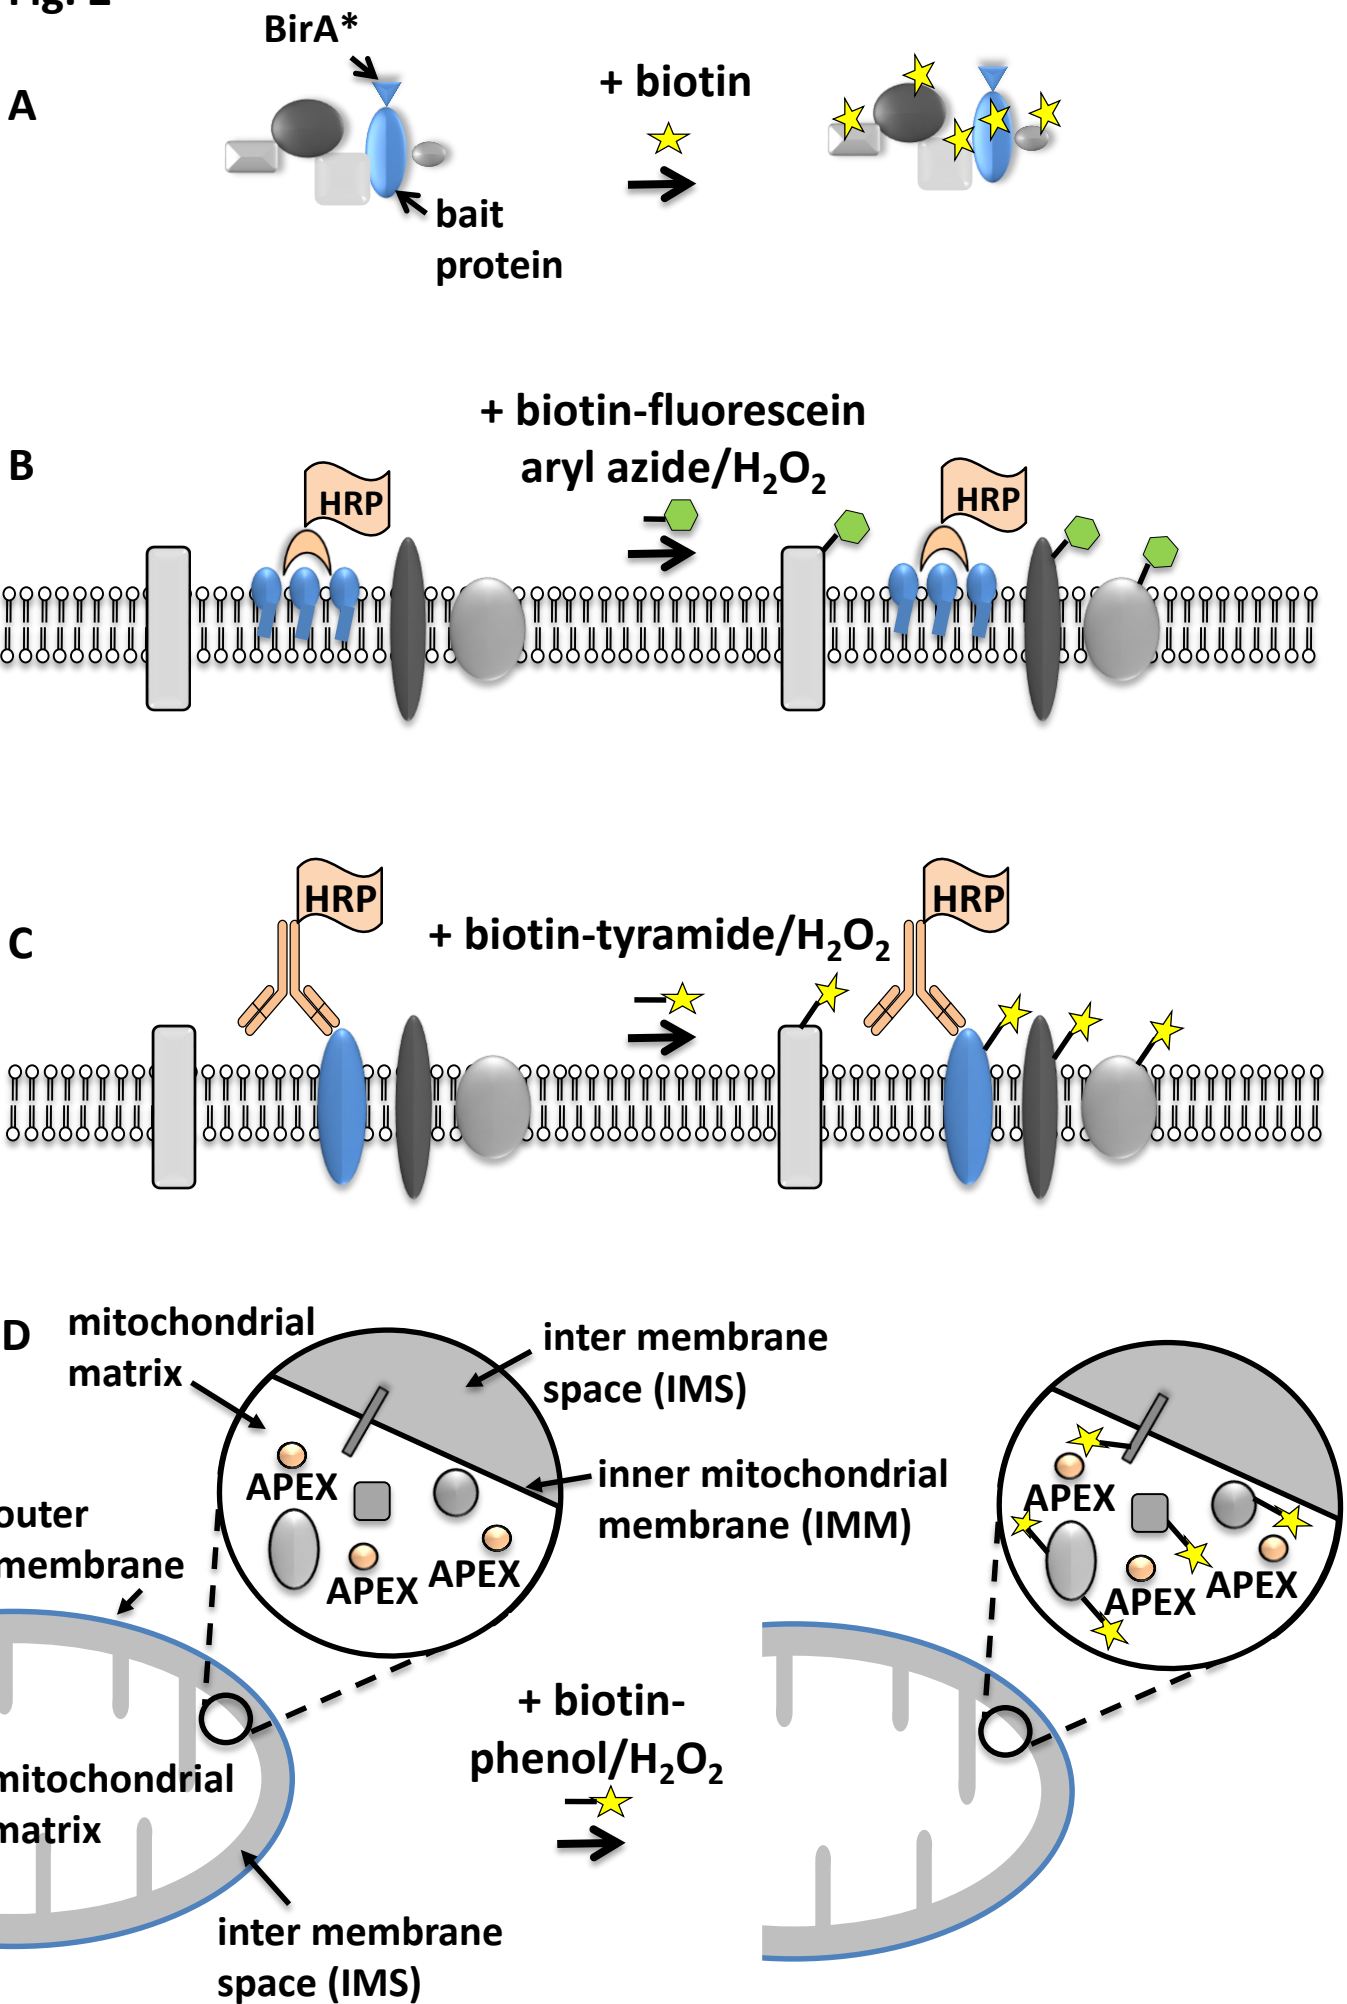 BirA*
A
+ biotin
bait
protein
+ biotin-fluorescein
aryl azide/H₂O₂
B
HRP
HRP
HRP
HRP
C
+ biotin-tyramide/H₂O₂
D
mitochondrial
matrix
inter membrane
space (IMS)
APEX
APEX
APEX
inner mitochondrial
membrane (IMM)
APEX
APEX
APEX
outer
membrane
+ biotin-
phenol/H₂O₂
mitochondrial
matrix
inter membrane
space (IMS)